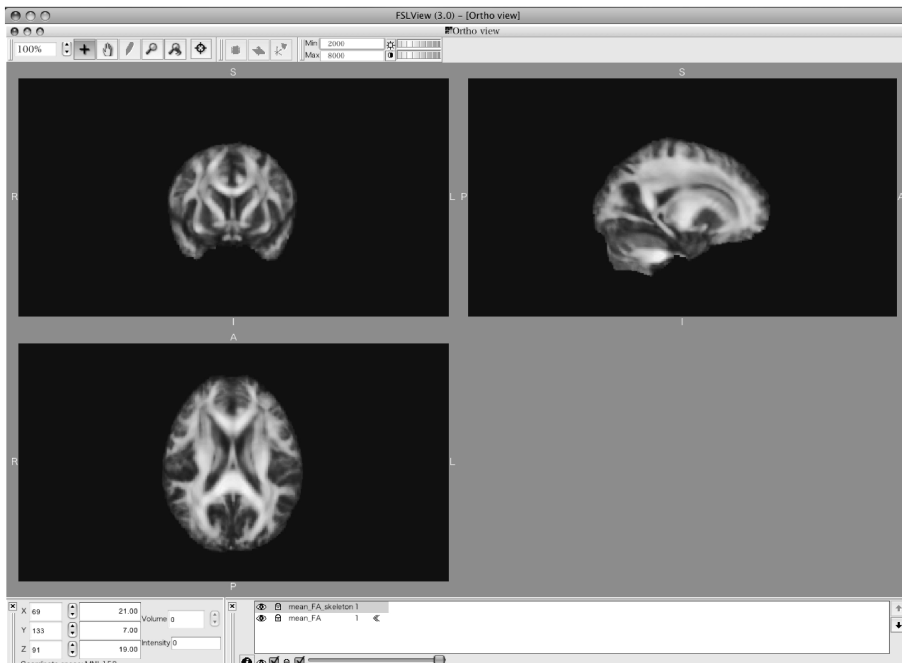 FSLView (3.0) – [Ortho view]
Ortho view
100%
Min 2000
Max 8000
S
S
R
L
P
A
I
I
A
R
L
P
X 69 21.00
Volume 0
Y 133 7.00
Intensity 0
Z 91 19.00
mean_FA_skeleton 1
mean_FA 1